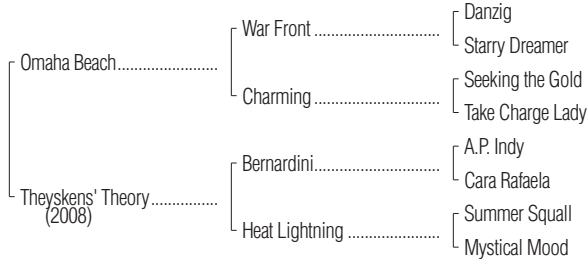 Danzig
War Front
Starry Dreamer
Omaha Beach
Seeking the Gold
Charming
Take Charge Lady
A.P. Indy
Bernardini
Cara Rafaela
Theyskens' Theory
(2008)
Summer Squall
Heat Lightning
Mystical Mood